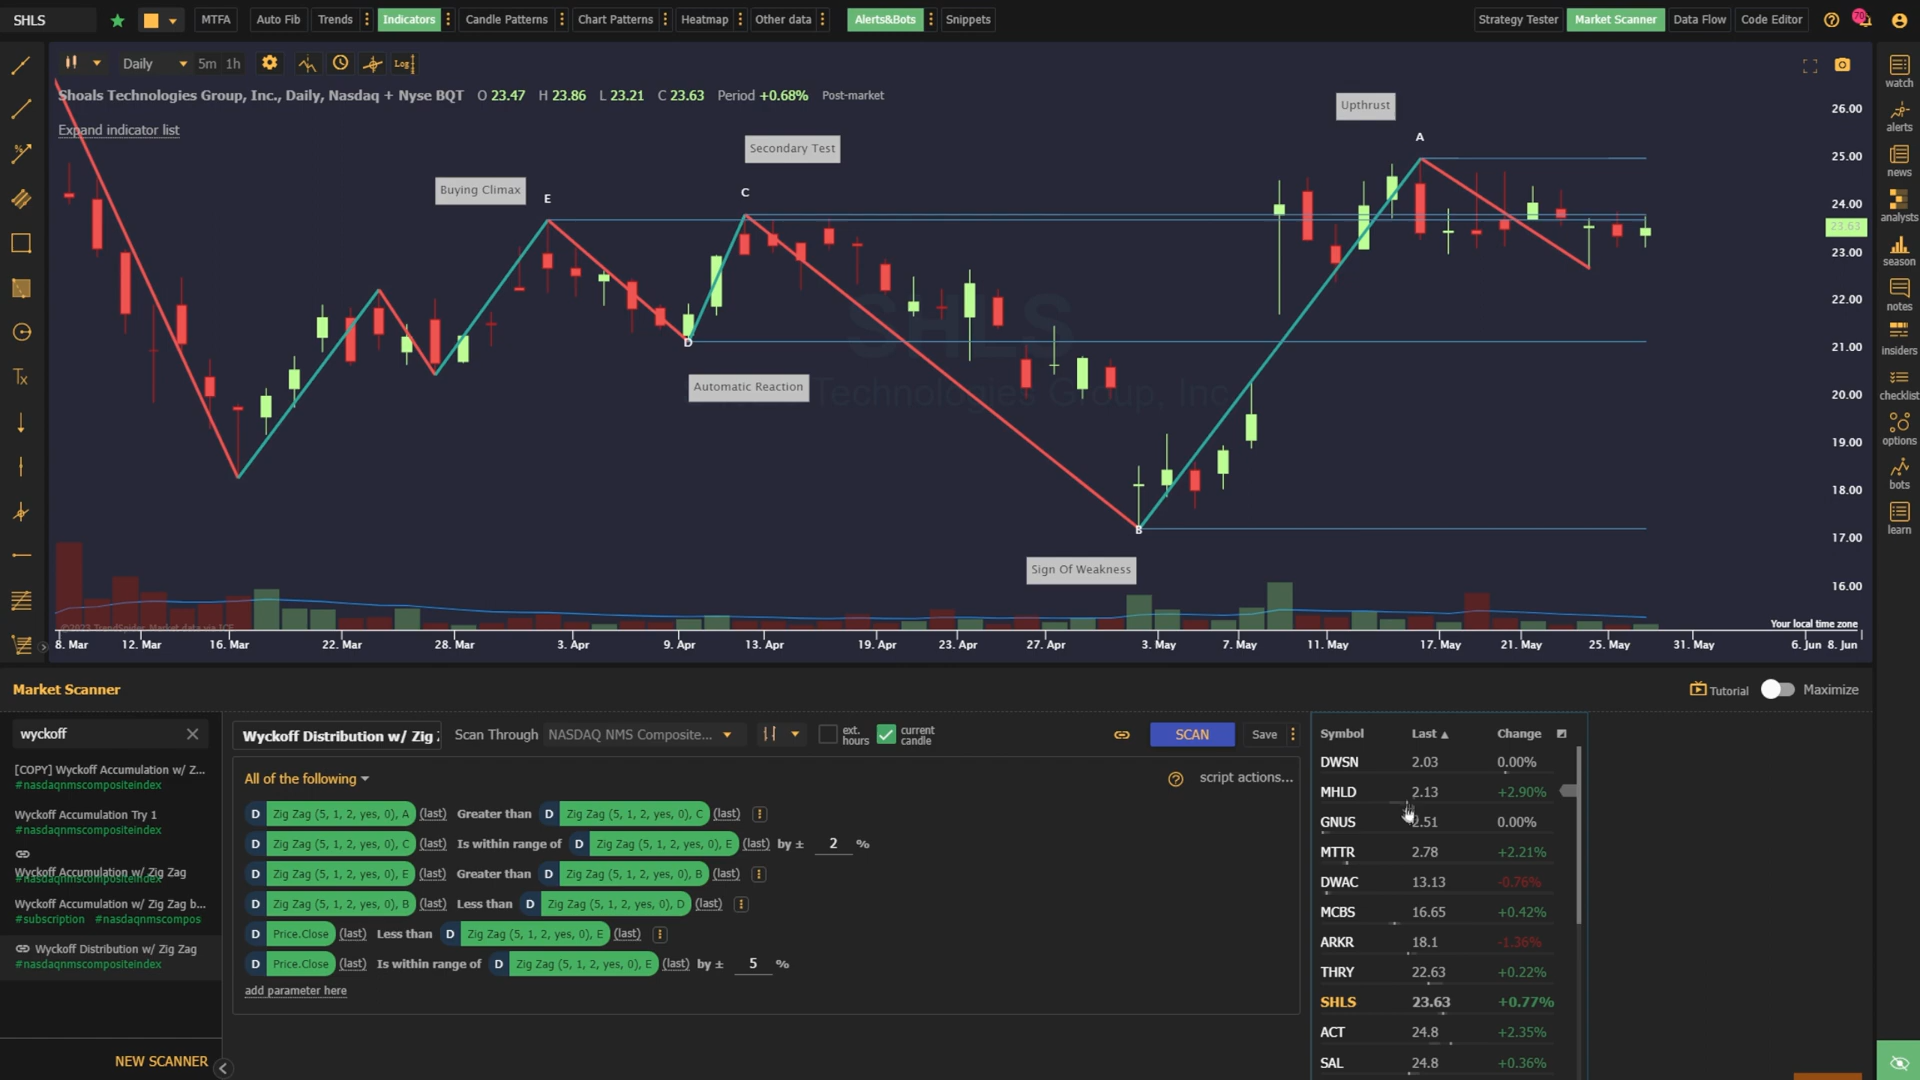 SHLS
MTFA
Auto Fib
Trends
Indicators
Candle Patterns
Chart Patterns
Heatmap
Other data
Alerts&Bots
Snippets
Strategy Tester
Market Scanner
Data Flow
Code Editor
Daily
5m 1h
Log
Shoals Technologies Group, Inc., Daily, Nasdaq + Nyse BQT O 23.47 H 23.86 L 23.21 C 23.63 Period +0.68% Post-market
Expand indicator list
Upthrust
A
Secondary Test
C
Buying Climax
E
D
Automatic Reaction
SHLS
Technologies Group, Inc
B
Sign Of Weakness
26.00
25.00
24.00
23.63
23.00
22.00
21.00
20.00
19.00
18.00
17.00
16.00
©2023 TrendSpider. Market data via ICE
Your local time zone
8. Mar 12. Mar 16. Mar 22. Mar 28. Mar 3. Apr 9. Apr 13. Apr 19. Apr 23. Apr 27. Apr 3. May 7. May 11. May 17. May 21. May 25. May 31. May 6. Jun 8. Jun
watch
alerts
news
analysts
season
notes
insiders
checklist
options
bots
learn
Market Scanner
Tutorial
Maximize
wyckoff
[COPY] Wyckoff Accumulation w/ Z...
#nasdaqnmscompositeindex
Wyckoff Accumulation Try 1
#nasdaqnmscompositeindex
Wyckoff Accumulation w/ Zig Zag
#nasdaqnmscompositeindex
Wyckoff Accumulation w/ Zig Zag b...
#subscription #nasdaqnmscompos
Wyckoff Distribution w/ Zig Zag
#nasdaqnmscompositeindex
NEW SCANNER
Wyckoff Distribution w/ Zig
Scan Through NASDAQ NMS Composite...
ext. hours
current candle
SCAN
Save
All of the following
script actions...
D Zig Zag (5, 1, 2, yes, 0), A (last) Greater than D Zig Zag (5, 1, 2, yes, 0), C (last)
D Zig Zag (5, 1, 2, yes, 0), C (last) Is within range of D Zig Zag (5, 1, 2, yes, 0), E (last) by ± 2 %
D Zig Zag (5, 1, 2, yes, 0), E (last) Greater than D Zig Zag (5, 1, 2, yes, 0), B (last)
D Zig Zag (5, 1, 2, yes, 0), B (last) Less than D Zig Zag (5, 1, 2, yes, 0), D (last)
D Price.Close (last) Less than D Zig Zag (5, 1, 2, yes, 0), E (last)
D Price.Close (last) Is within range of D Zig Zag (5, 1, 2, yes, 0), E (last) by ± 5 %
add parameter here
Symbol Last ▲ Change
DWSN 2.03 0.00%
MHLD 2.13 +2.90%
GNUS 2.51 0.00%
MTTR 2.78 +2.21%
DWAC 13.13 -0.76%
MCBS 16.65 +0.42%
ARKR 18.1 -1.36%
THRY 22.63 +0.22%
SHLS 23.63 +0.77%
ACT 24.8 +2.35%
SAL 24.8 +0.36%